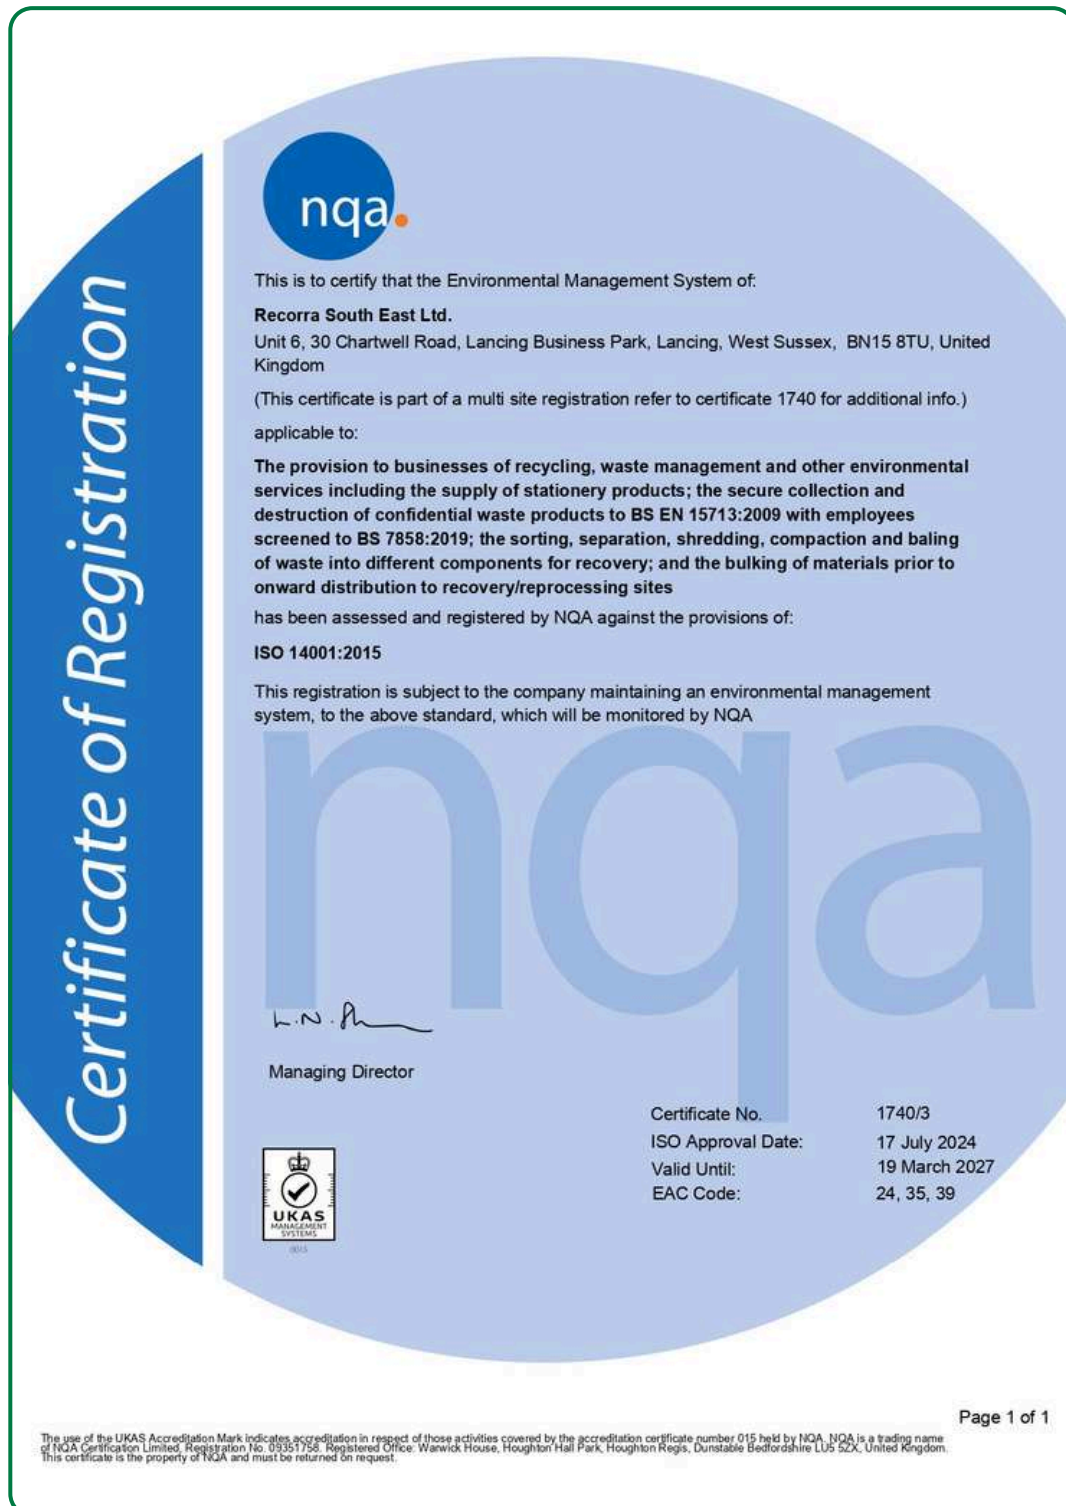 Certificate of Registration
nqa.
This is to certify that the Environmental Management System of:
Recorra South East Ltd.
Unit 6, 30 Chartwell Road, Lancing Business Park, Lancing, West Sussex, BN15 8TU, United
Kingdom
(This certificate is part of a multi site registration refer to certificate 1740 for additional info.)
applicable to:
The provision to businesses of recycling, waste management and other environmental
services including the supply of stationery products; the secure collection and
destruction of confidential waste products to BS EN 15713:2009 with employees
screened to BS 7858:2019; the sorting, separation, shredding, compaction and baling
of waste into different components for recovery; and the bulking of materials prior to
onward distribution to recovery/reprocessing sites
has been assessed and registered by NQA against the provisions of:
ISO 14001:2015
This registration is subject to the company maintaining an environmental management
system, to the above standard, which will be monitored by NQA
nqa
Managing Director
Certificate No. 1740/3
ISO Approval Date: 17 July 2024
Valid Until: 19 March 2027
EAC Code: 24, 35, 39
UKAS
MANAGEMENT
SYSTEMS
0015
Page 1 of 1
The use of the UKAS Accreditation Mark indicates accreditation in respect of those activities covered by the accreditation certificate number 015 held by NQA. NQA is a trading name
of NQA Certification Limited, Registration No. 09351758. Registered Office: Warwick House, Houghton Hall Park, Houghton Regis, Dunstable Bedfordshire LU5 5ZX, United Kingdom.
This certificate is the property of NQA and must be returned on request.